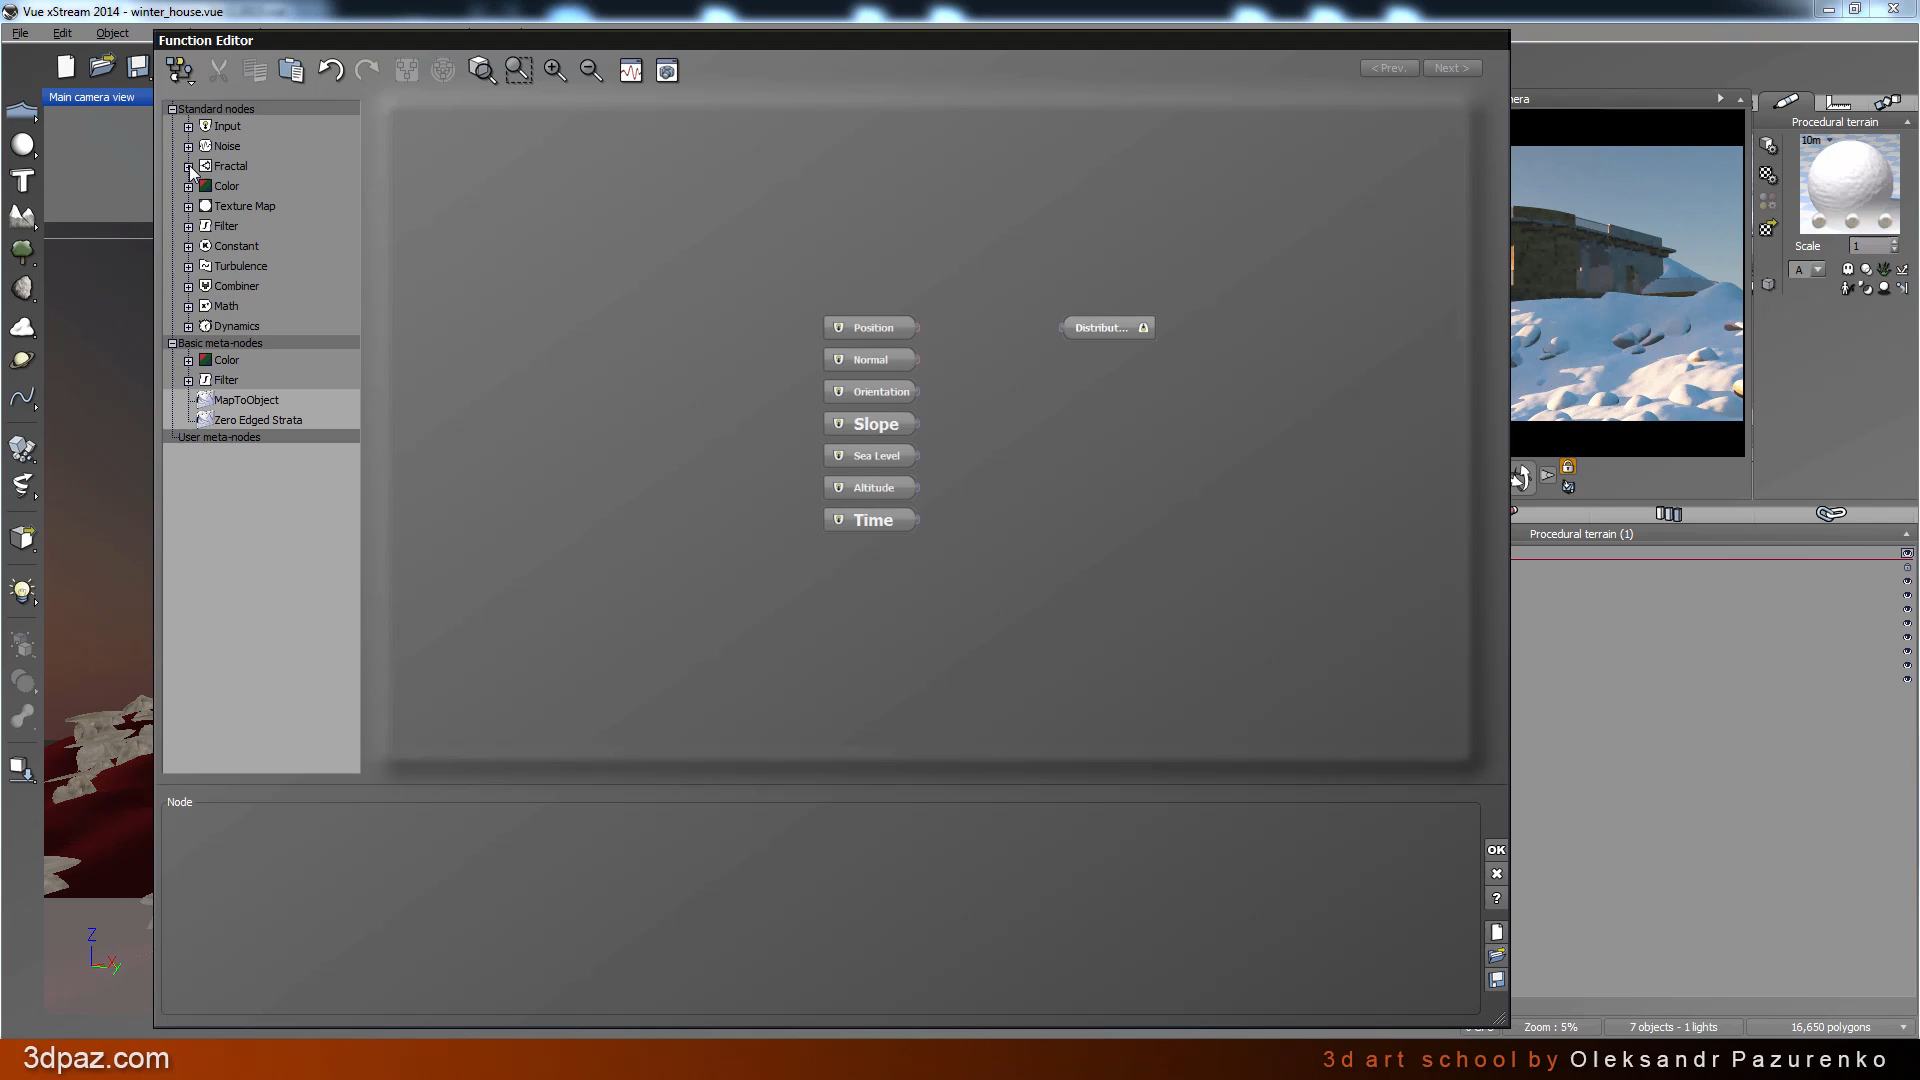 Vue xStream 2014 - winter_house.vue
File Edit Object
Function Editor
< Prev. Next >
Main camera view
Standard nodes
Input
Noise
Fractal
Color
Texture Map
Filter
Constant
Turbulence
Combiner
Math
Dynamics
Basic meta-nodes
Color
Filter
MapToObject
Zero Edged Strata
User meta-nodes
Position
Normal
Orientation
Slope
Sea Level
Altitude
Time
Distribut...
Node
OK
?
Procedural terrain
10m
Scale 1
A
Procedural terrain (1)
Z
X
y
Zoom : 5%
7 objects - 1 lights
16,650 polygons
3dpaz.com
3d art school by Oleksandr Pazurenko